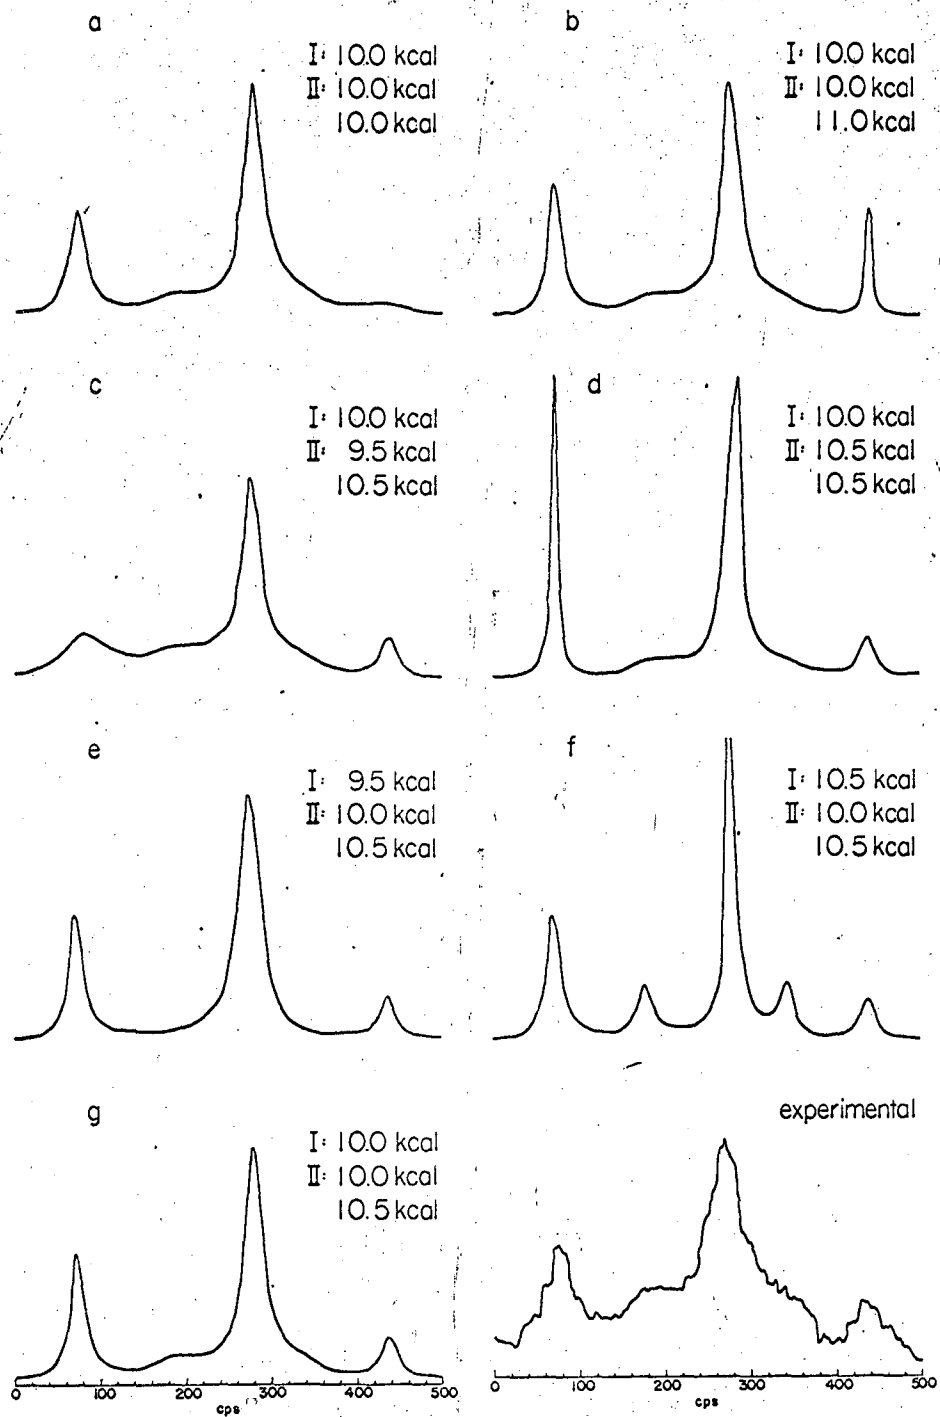 a
I: 10.0 kcal
II: 10.0 kcal
10.0 kcal
b
I: 10.0 kcal
II: 10.0 kcal
11.0 kcal
c
I: 10.0 kcal
II: 9.5 kcal
10.5 kcal
d
I: 10.0 kcal
II: 10.5 kcal
10.5 kcal
e
I: 9.5 kcal
II: 10.0 kcal
10.5 kcal
f
I: 10.5 kcal
II: 10.0 kcal
10.5 kcal
g
I: 10.0 kcal
II: 10.0 kcal
10.5 kcal
0 100 200 300 400 500
cps
experimental
0 100 200 300 400 500
cps